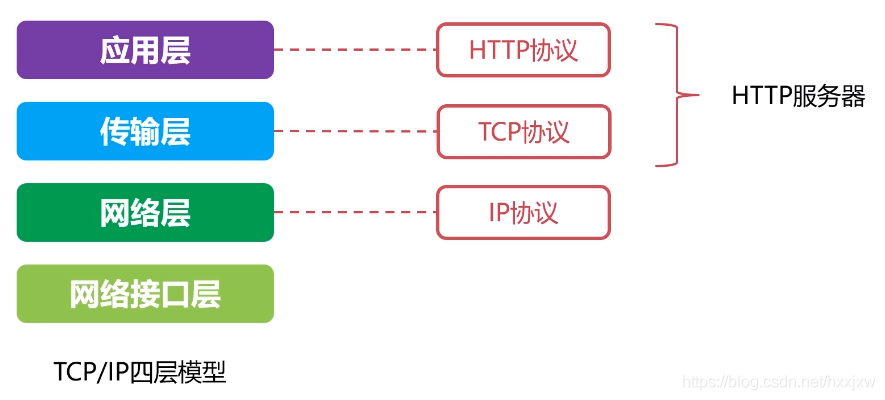 应用层
HTTP协议
HTTP服务器
传输层
TCP协议
网络层
IP协议
网络接口层
TCP/IP四层模型
https://blog.csdn.net/hxxjxw